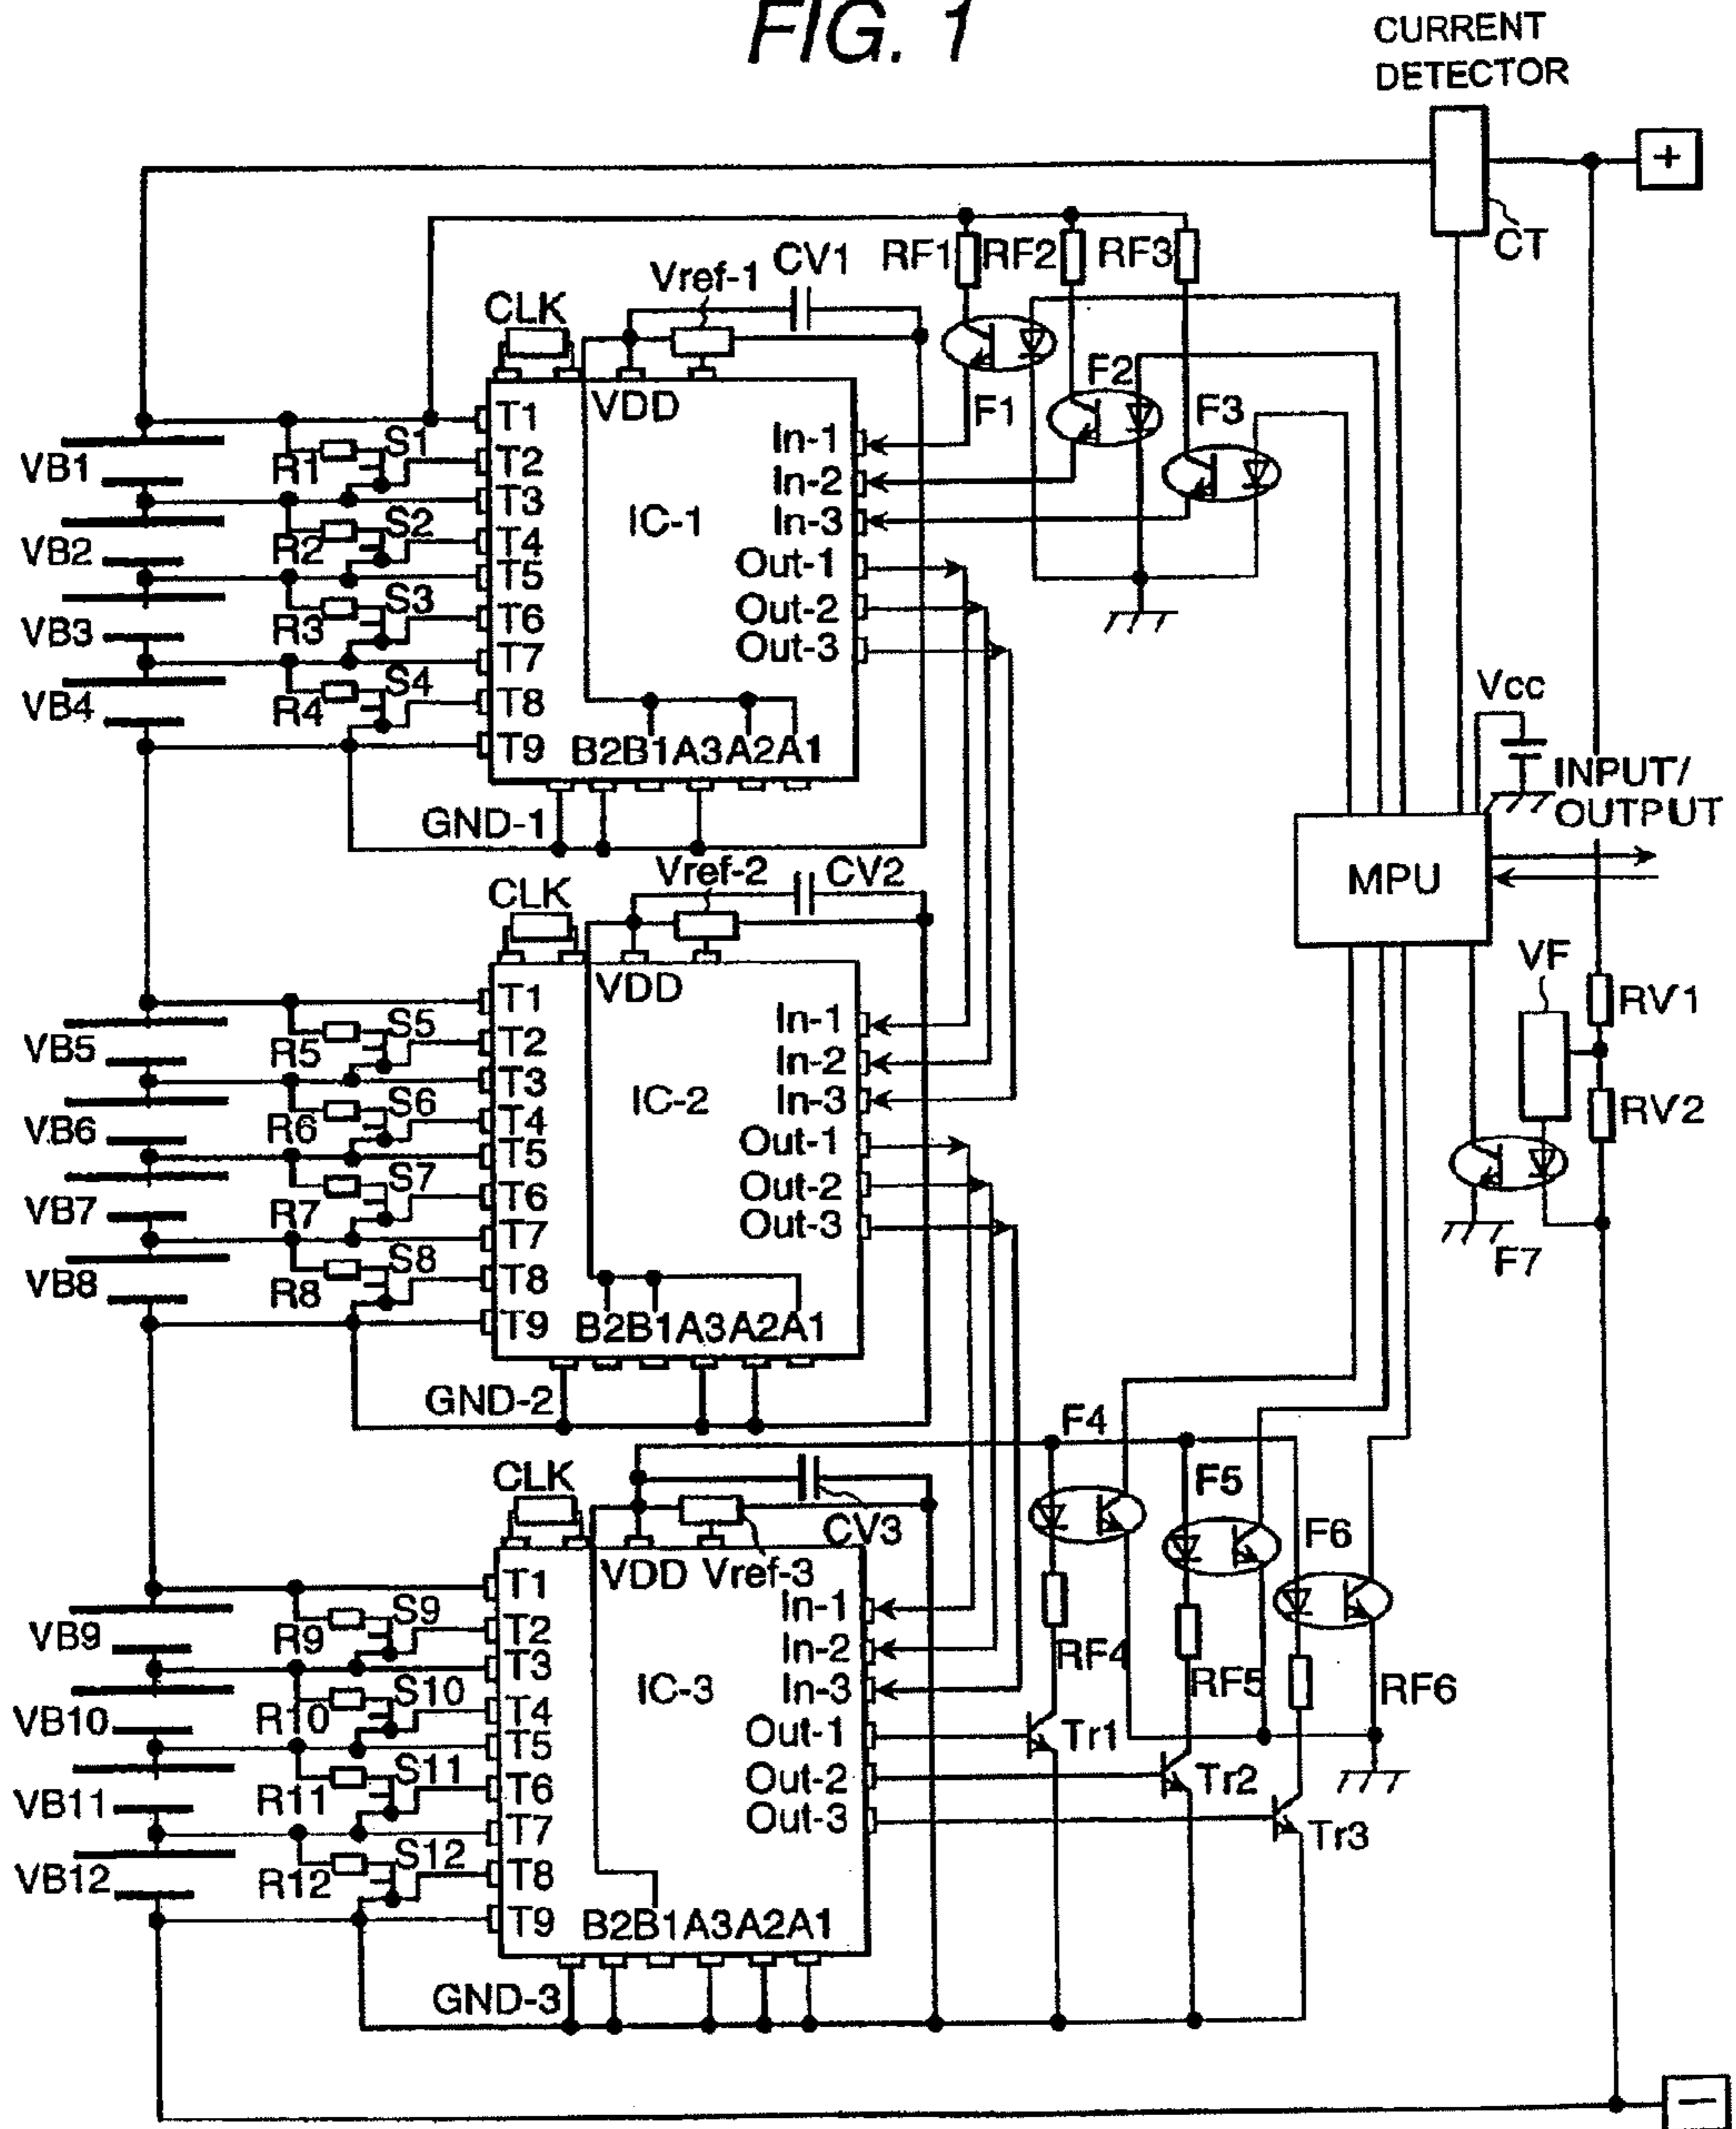 FIG. 1
CURRENT
DETECTOR
+
CT
CV1
RF1
RF2
RF3
Vref-1
CLK
VDD
F1
F2
F3
T1
T2
T3
T4
T5
T6
T7
T8
T9
IC-1
In-1
In-2
In-3
Out-1
Out-2
Out-3
B2B1A3A2A1
GND-1
VB1
VB2
VB3
VB4
R1
S1
R2
S2
R3
S3
R4
S4
Vcc
INPUT/
OUTPUT
MPU
Vref-2
CV2
CLK
VDD
T1
T2
T3
T4
T5
T6
T7
T8
T9
IC-2
In-1
In-2
In-3
Out-1
Out-2
Out-3
B2B1A3A2A1
GND-2
VB5
VB6
VB7
VB8
R5
S5
R6
S6
R7
S7
R8
S8
VF
RV1
RV2
F7
F4
F5
F6
CLK
CV3
VDD
Vref-3
T1
T2
T3
T4
T5
T6
T7
T8
T9
IC-3
In-1
In-2
In-3
Out-1
Out-2
Out-3
B2B1A3A2A1
GND-3
VB9
VB10
VB11
VB12
R9
S9
R10
S10
R11
S11
R12
S12
RF4
RF5
RF6
Tr1
Tr2
Tr3
−